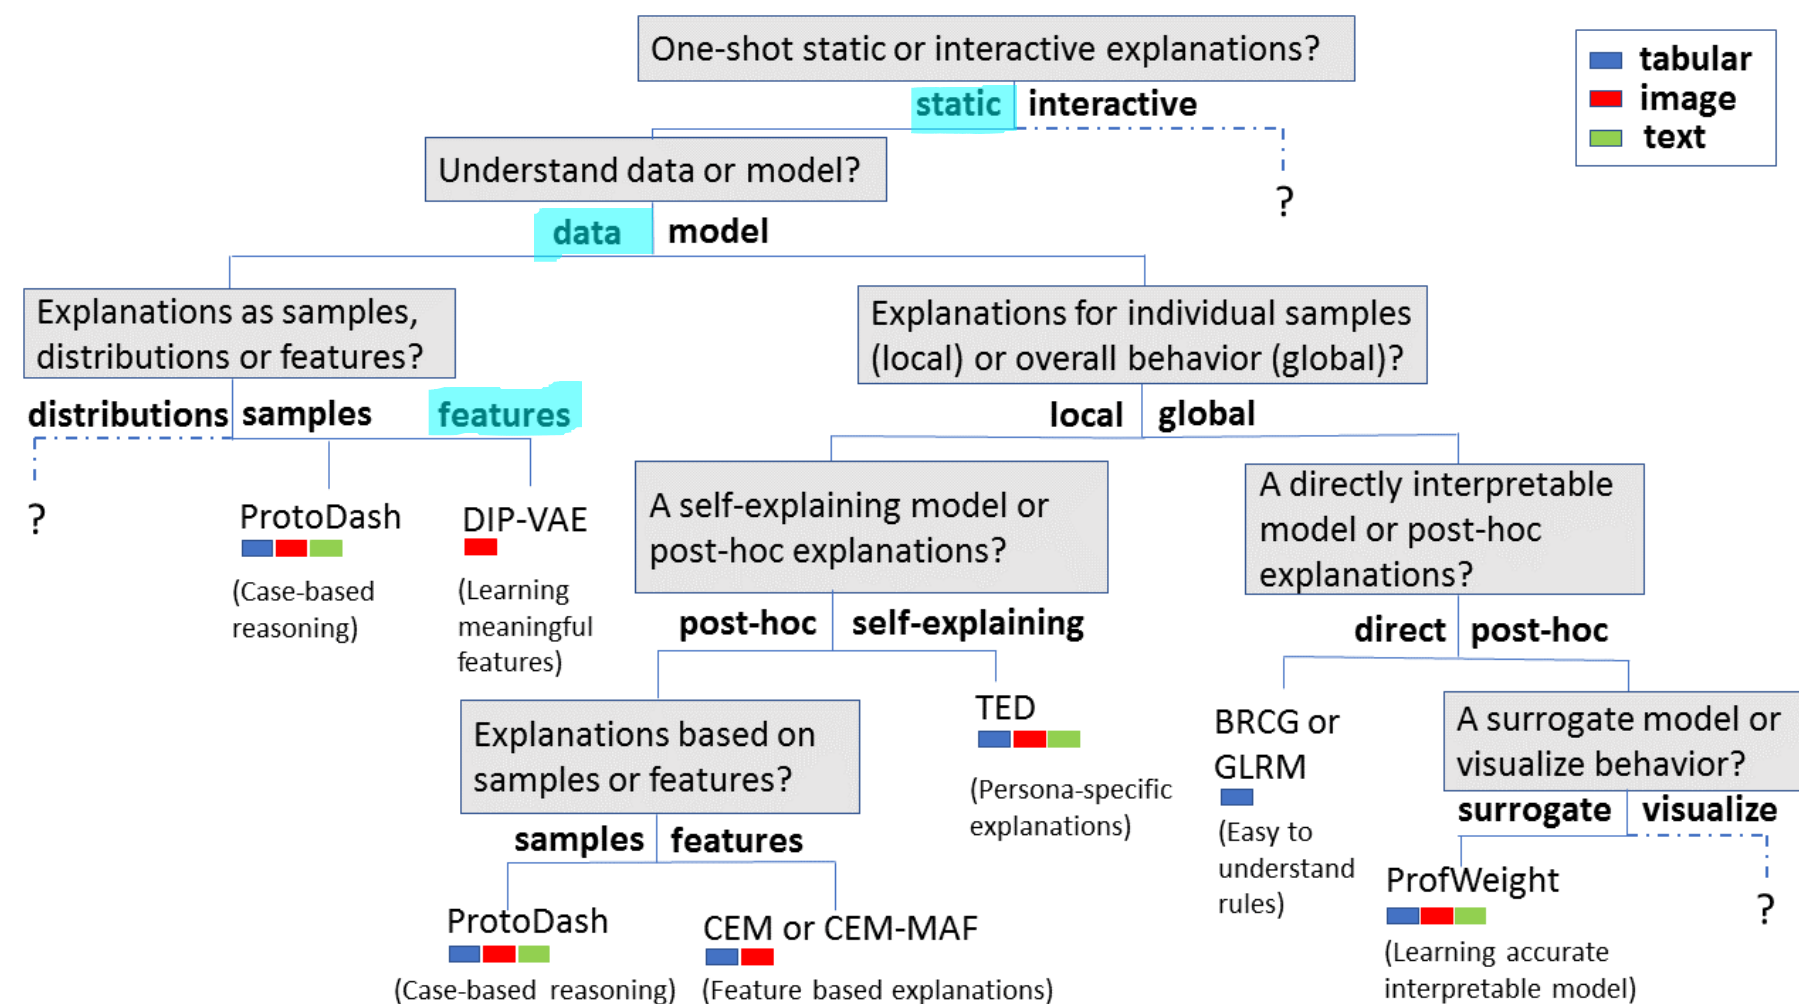 One-shot static or interactive explanations?
tabular
image
text
static
interactive
Understand data or model?
?
data
model
Explanations as samples,
distributions or features?
Explanations for individual samples
(local) or overall behavior (global)?
distributions
samples
features
local
global
?
ProtoDash
(Case-based
reasoning)
DIP-VAE
(Learning
meaningful
features)
A self-explaining model or
post-hoc explanations?
A directly interpretable
model or post-hoc
explanations?
post-hoc
self-explaining
direct
post-hoc
Explanations based on
samples or features?
TED
(Persona-specific
explanations)
BRCG or
GLRM
(Easy to
understand
rules)
A surrogate model or
visualize behavior?
samples
features
surrogate
visualize
ProtoDash
(Case-based reasoning)
CEM or CEM-MAF
(Feature based explanations)
ProfWeight
(Learning accurate
interpretable model)
?